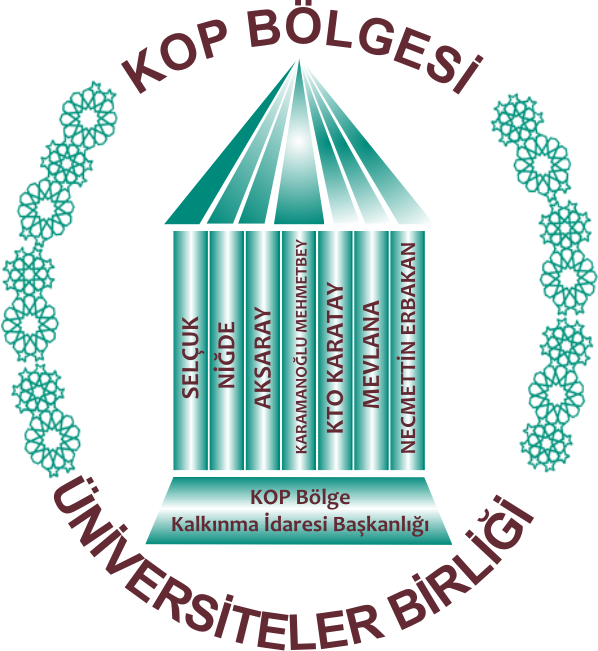 KOP BÖLGESİ
SELÇUK
NİĞDE
AKSARAY
KARAMANOĞLU MEHMETBEY
KTO KARATAY
MEVLANA
NECMETTİN ERBAKAN
KOP Bölge
Kalkınma İdaresi Başkanlığı
ÜNİVERSİTELER BİRLİĞİ